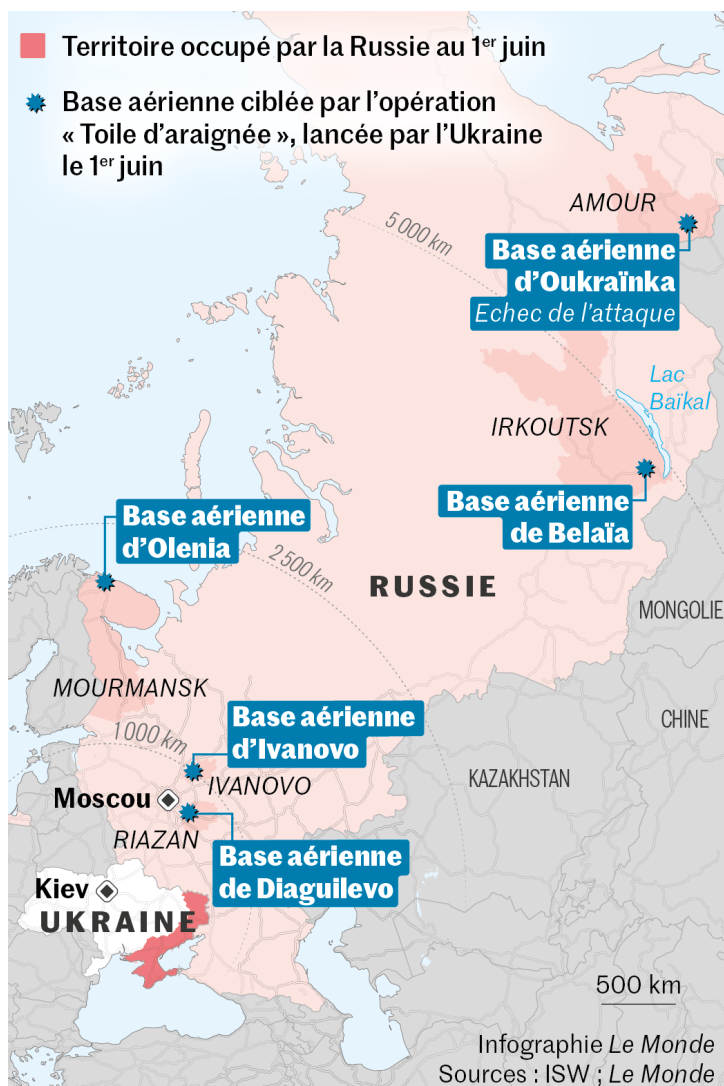 Territoire occupé par la Russie au 1er juin
Base aérienne ciblée par l’opération
« Toile d’araignée », lancée par l’Ukraine
le 1er juin
AMOUR
5 000 km
Base aérienne
d’Oukraïnka
Echec de l’attaque
Lac
Baïkal
IRKOUTSK
Base aérienne
de Belaïa
Base aérienne
d’Olenia
2 500 km
RUSSIE
MONGOLIE
MOURMANSK
CHINE
Base aérienne
d’Ivanovo
1 000 km
IVANOVO
KAZAKHSTAN
Moscou
RIAZAN
Base aérienne
de Diaguilevo
Kiev
UKRAINE
500 km
Infographie Le Monde
Sources : ISW ; Le Monde